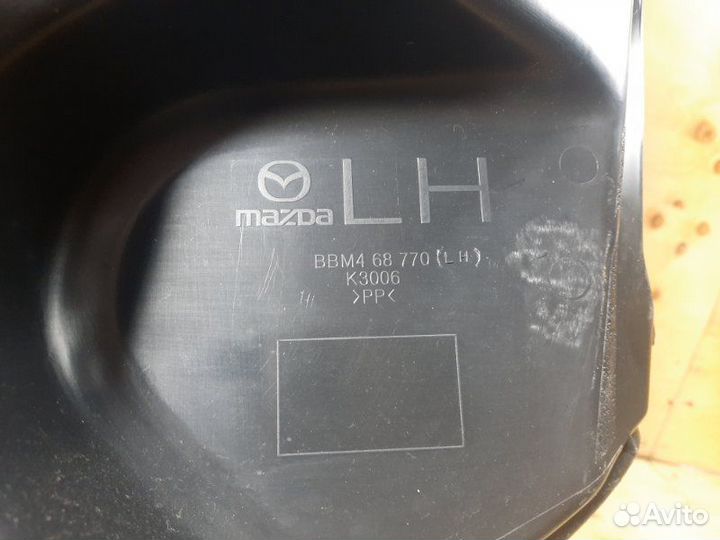 mazda LH
BBM4 68 770 (LH)
K3006
>PP<
Avito